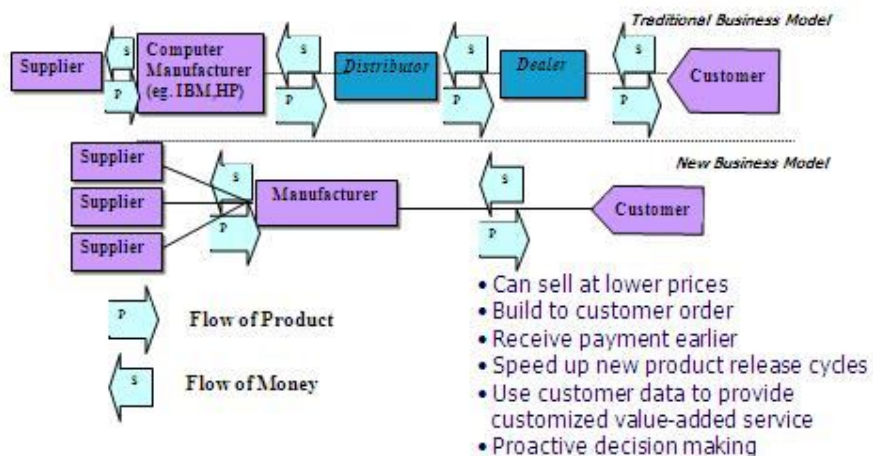 Traditional Business Model
S
S
S
S
Supplier
Computer
Manufacturer
(eg. IBM,HP)
Distributor
Dealer
Customer
P
P
P
P
New Business Model
Supplier
Supplier
Supplier
S
P
Manufacturer
S
P
Customer
• Can sell at lower prices
• Build to customer order
• Receive payment earlier
• Speed up new product release cycles
• Use customer data to provide
customized value-added service
• Proactive decision making
P
Flow of Product
S
Flow of Money